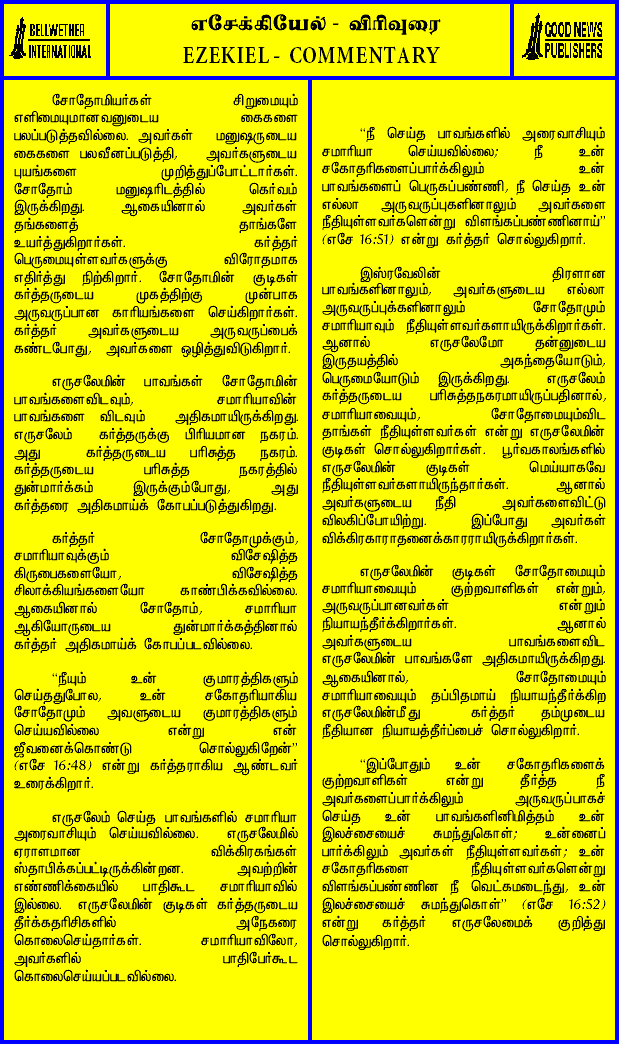 BELLWETHER
INTERNATIONAL
எசேக்கியேல் - விரிவுரை
EZEKIEL - COMMENTARY
GOOD NEWS
PUBLISHERS
சோதோமியர்கள் சிறுமையும்
எளிமையுமானவனுடைய கைகளை
பலப்படுத்தவில்லை. அவர்கள் மனுஷருடைய
கைகளை பலவீனப்படுத்தி, அவர்களுடைய
புயங்களை முறித்துப்போட்டார்கள்.
சோதோம் மனுஷரிடத்தில் கெர்வம்
இருக்கிறது. ஆகையினால் அவர்கள்
தங்களைத் தாங்களே
உயர்த்துகிறார்கள். கர்த்தர்
பெருமையுள்ளவர்களுக்கு விரோதமாக
எதிர்த்து நிற்கிறார். சோதோமின் குடிகள்
கர்த்தருடைய முகத்திற்கு முன்பாக
அருவருப்பான காரியங்களை செய்கிறார்கள்.
கர்த்தர் அவர்களுடைய அருவருப்பைக்
கண்டபோது, அவர்களை ஒழித்துவிடுகிறார்.
எருசலேமின் பாவங்கள் சோதோமின்
பாவங்களைவிடவும், சமாரியாவின்
பாவங்களை விடவும் அதிகமாயிருக்கிறது.
எருசலேம் கர்த்தருக்கு பிரியமான நகரம்.
அது கர்த்தருடைய பரிசுத்த நகரம்.
கர்த்தருடைய பரிசுத்த நகரத்தில்
துன்மார்க்கம் இருக்கும்போது, அது
கர்த்தரை அதிகமாய்க் கோபப்படுத்துகிறது.
கர்த்தர் சோதோமுக்கும்,
சமாரியாவுக்கும் விசேஷித்த
கிருபைகளையோ, விசேஷித்த
சிலாக்கியங்களையோ காண்பிக்கவில்லை.
ஆகையினால் சோதோம், சமாரியா
ஆகியோருடைய துன்மார்க்கத்தினால்
கர்த்தர் அதிகமாய்க் கோபப்படவில்லை.
“நீயும் உன் குமாரத்திகளும்
செய்ததுபோல, உன் சகோதரியாகிய
சோதோமும் அவளுடைய குமாரத்திகளும்
செய்யவில்லை என்று என்
ஜீவனைக்கொண்டு சொல்லுகிறேன்”
(எசே 16:48) என்று கர்த்தராகிய ஆண்டவர்
உரைக்கிறார்.
எருசலேம் செய்த பாவங்களில் சமாரியா
அரைவாசியும் செய்யவில்லை. எருசலேமில்
ஏராளமான விக்கிரகங்கள்
ஸ்தாபிக்கப்பட்டிருக்கின்றன. அவற்றின்
எண்ணிக்கையில் பாதிகூட சமாரியாவில்
இல்லை. எருசலேமின் குடிகள் கர்த்தருடைய
தீர்க்கதரிசிகளில் அநேகரை
கொலைசெய்தார்கள். சமாரியாவிலோ,
அவர்களில் பாதிபேர்கூட
கொலைசெய்யப்படவில்லை.
“நீ செய்த பாவங்களில் அரைவாசியும்
சமாரியா செய்யவில்லை; நீ உன்
சகோதரிகளைப்பார்க்கிலும் உன்
பாவங்களைப் பெருகப்பண்ணி, நீ செய்த உன்
எல்லா அருவருப்புகளினாலும் அவர்களை
நீதியுள்ளவர்களென்று விளங்கப்பண்ணினாய்”
(எசே 16:51) என்று கர்த்தர் சொல்லுகிறார்.
இஸ்ரவேலின் திரளான
பாவங்களினாலும், அவர்களுடைய எல்லா
அருவருப்புக்களினாலும் சோதோமும்
சமாரியாவும் நீதியுள்ளவர்களாயிருக்கிறார்கள்.
ஆனால் எருசலேமோ தன்னுடைய
இருதயத்தில் அகந்தையோடும்,
பெருமையோடும் இருக்கிறது. எருசலேம்
கர்த்தருடைய பரிசுத்தநகரமாயிருப்பதினால்,
சமாரியாவையும், சோதோமையும்விட
தாங்கள் நீதியுள்ளவர்கள் என்று எருசலேமின்
குடிகள் சொல்லுகிறார்கள். பூர்வகாலங்களில்
எருசலேமின் குடிகள் மெய்யாகவே
நீதியுள்ளவர்களாயிருந்தார்கள். ஆனால்
அவர்களுடைய நீதி அவர்களைவிட்டு
விலகிப்போயிற்று. இப்போது அவர்கள்
விக்கிரகாராதனைக்காரராயிருக்கிறார்கள்.
எருசலேமின் குடிகள் சோதோமையும்
சமாரியாவையும் குற்றவாளிகள் என்றும்,
அருவருப்பானவர்கள் என்றும்
நியாயந்தீர்க்கிறார்கள். ஆனால்
அவர்களுடைய பாவங்களைவிட
எருசலேமின் பாவங்களே அதிகமாயிருக்கிறது.
ஆகையினால், சோதோமையும்
சமாரியாவையும் தப்பிதமாய் நியாயந்தீர்க்கிற
எருசலேமின்மீது கர்த்தர் தம்முடைய
நீதியான நியாயத்தீர்ப்பைச் சொல்லுகிறார்.
“இப்போதும் உன் சகோதரிகளைக்
குற்றவாளிகள் என்று தீர்த்த நீ
அவர்களைப்பார்க்கிலும் அருவருப்பாகச்
செய்த உன் பாவங்களினிமித்தம் உன்
இலச்சையைச் சுமந்துகொள்; உன்னைப்
பார்க்கிலும் அவர்கள் நீதியுள்ளவர்கள்; உன்
சகோதரிகளை நீதியுள்ளவர்களென்று
விளங்கப்பண்ணின நீ வெட்கமடைந்து, உன்
இலச்சையைச் சுமந்துகொள்” (எசே 16:52)
என்று கர்த்தர் எருசலேமைக் குறித்து
சொல்லுகிறார்.